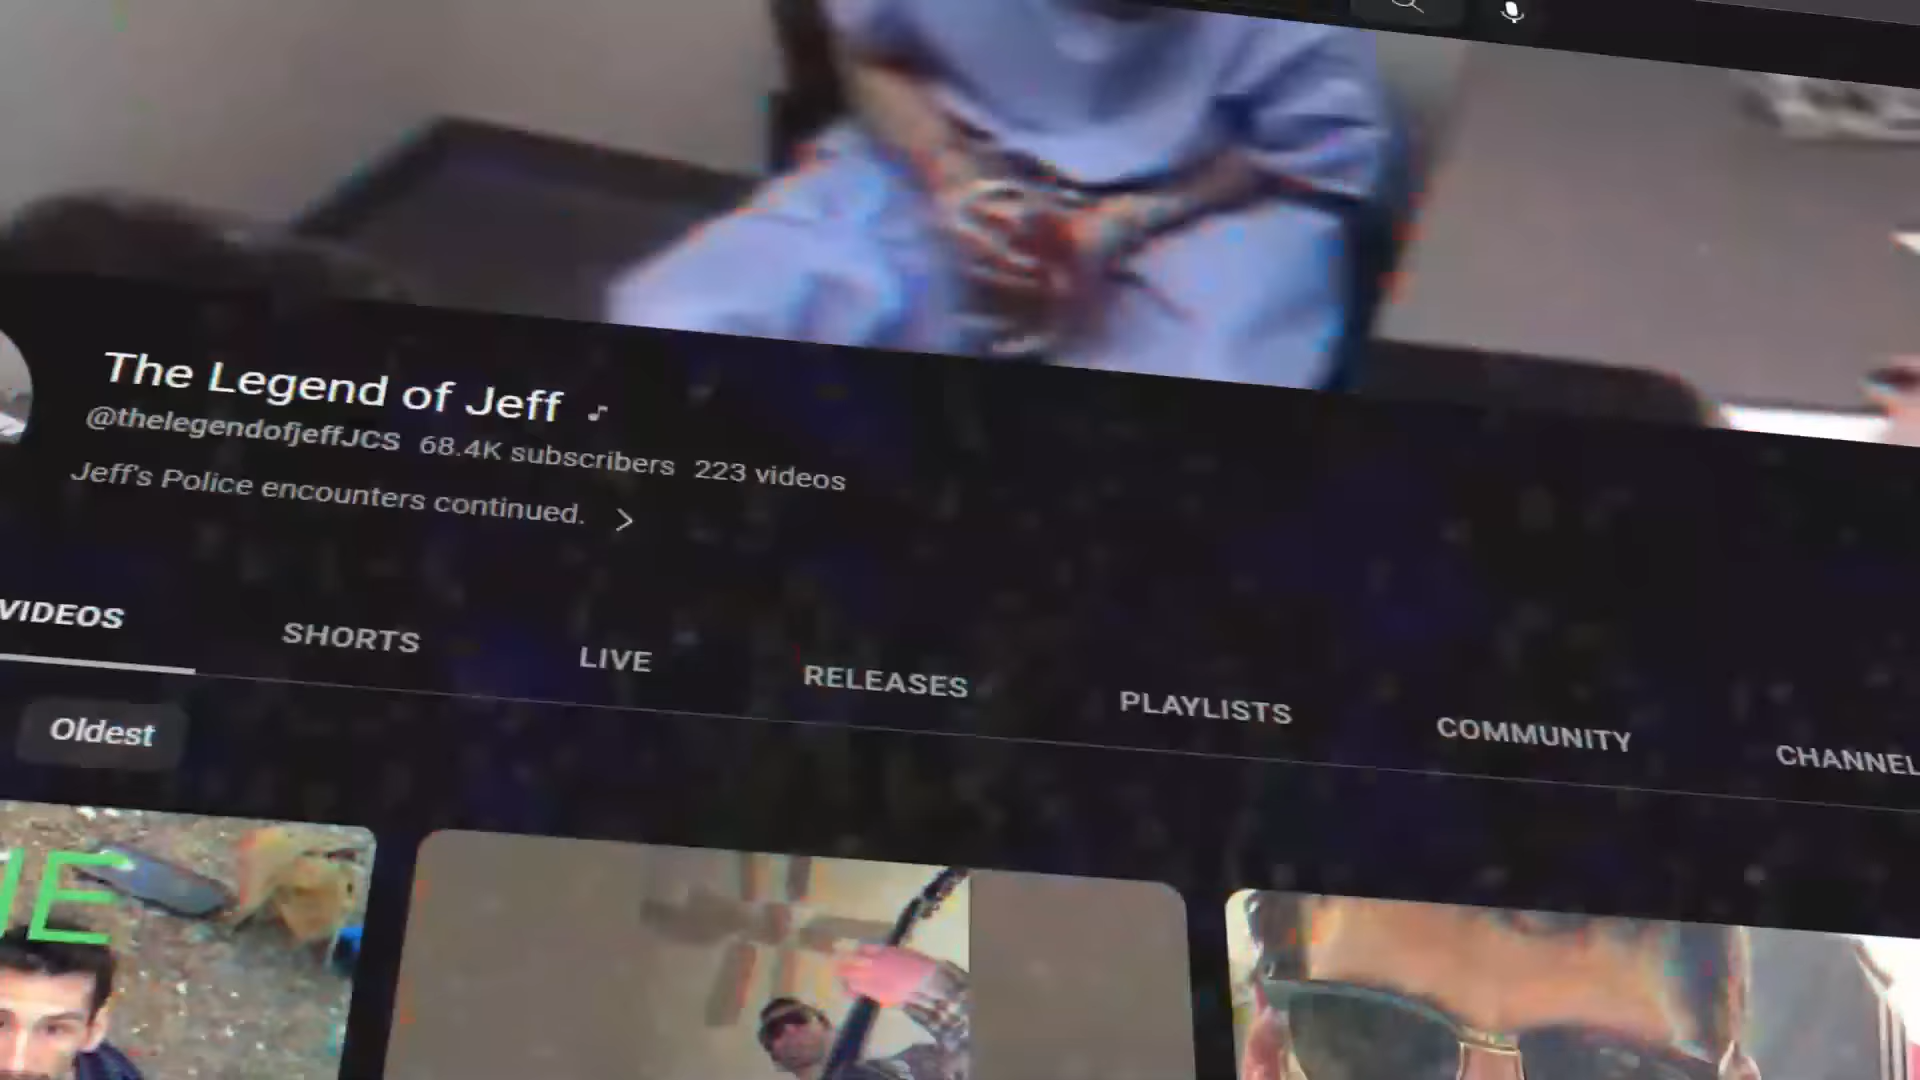 The Legend of Jeff
@thelegendofjeffJCS 68.4K subscribers 223 videos
Jeff's Police encounters continued.
VIDEOS SHORTS LIVE RELEASES PLAYLISTS COMMUNITY CHANNEL
Oldest